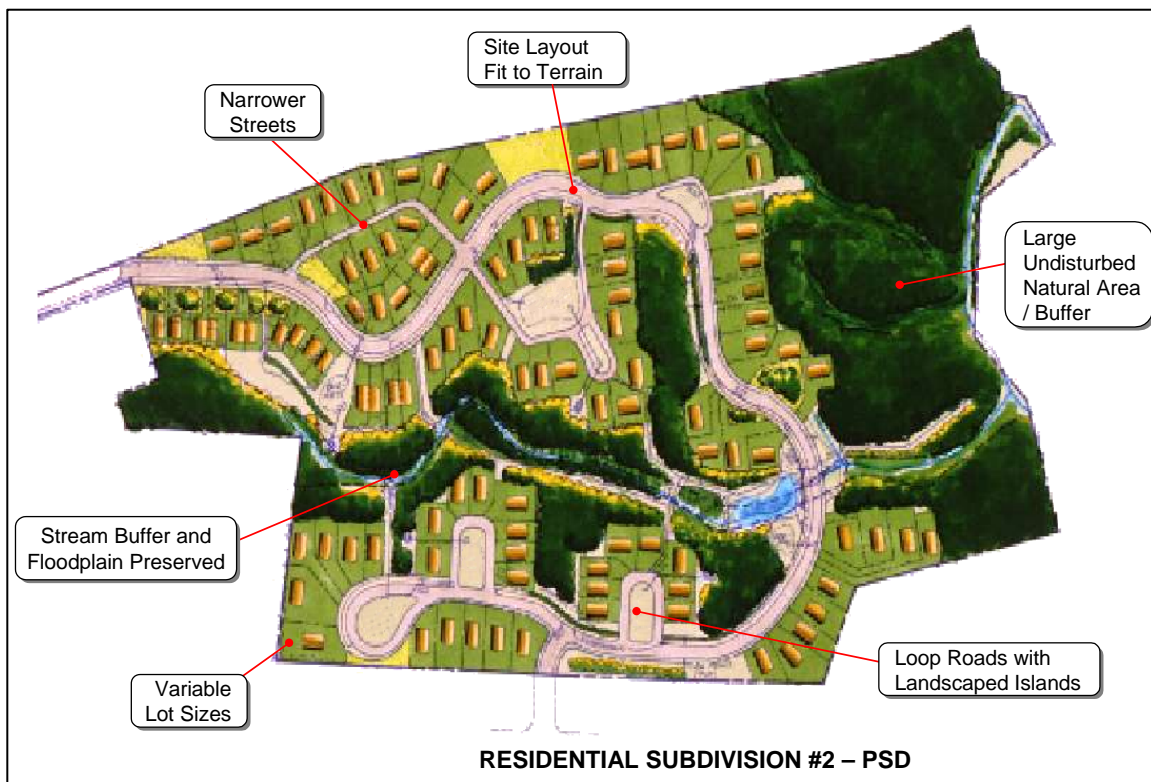 Site Layout
Fit to Terrain
Narrower
Streets
Large
Undisturbed
Natural Area
/ Buffer
Stream Buffer and
Floodplain Preserved
Variable
Lot Sizes
Loop Roads with
Landscaped Islands
RESIDENTIAL SUBDIVISION #2 – PSD